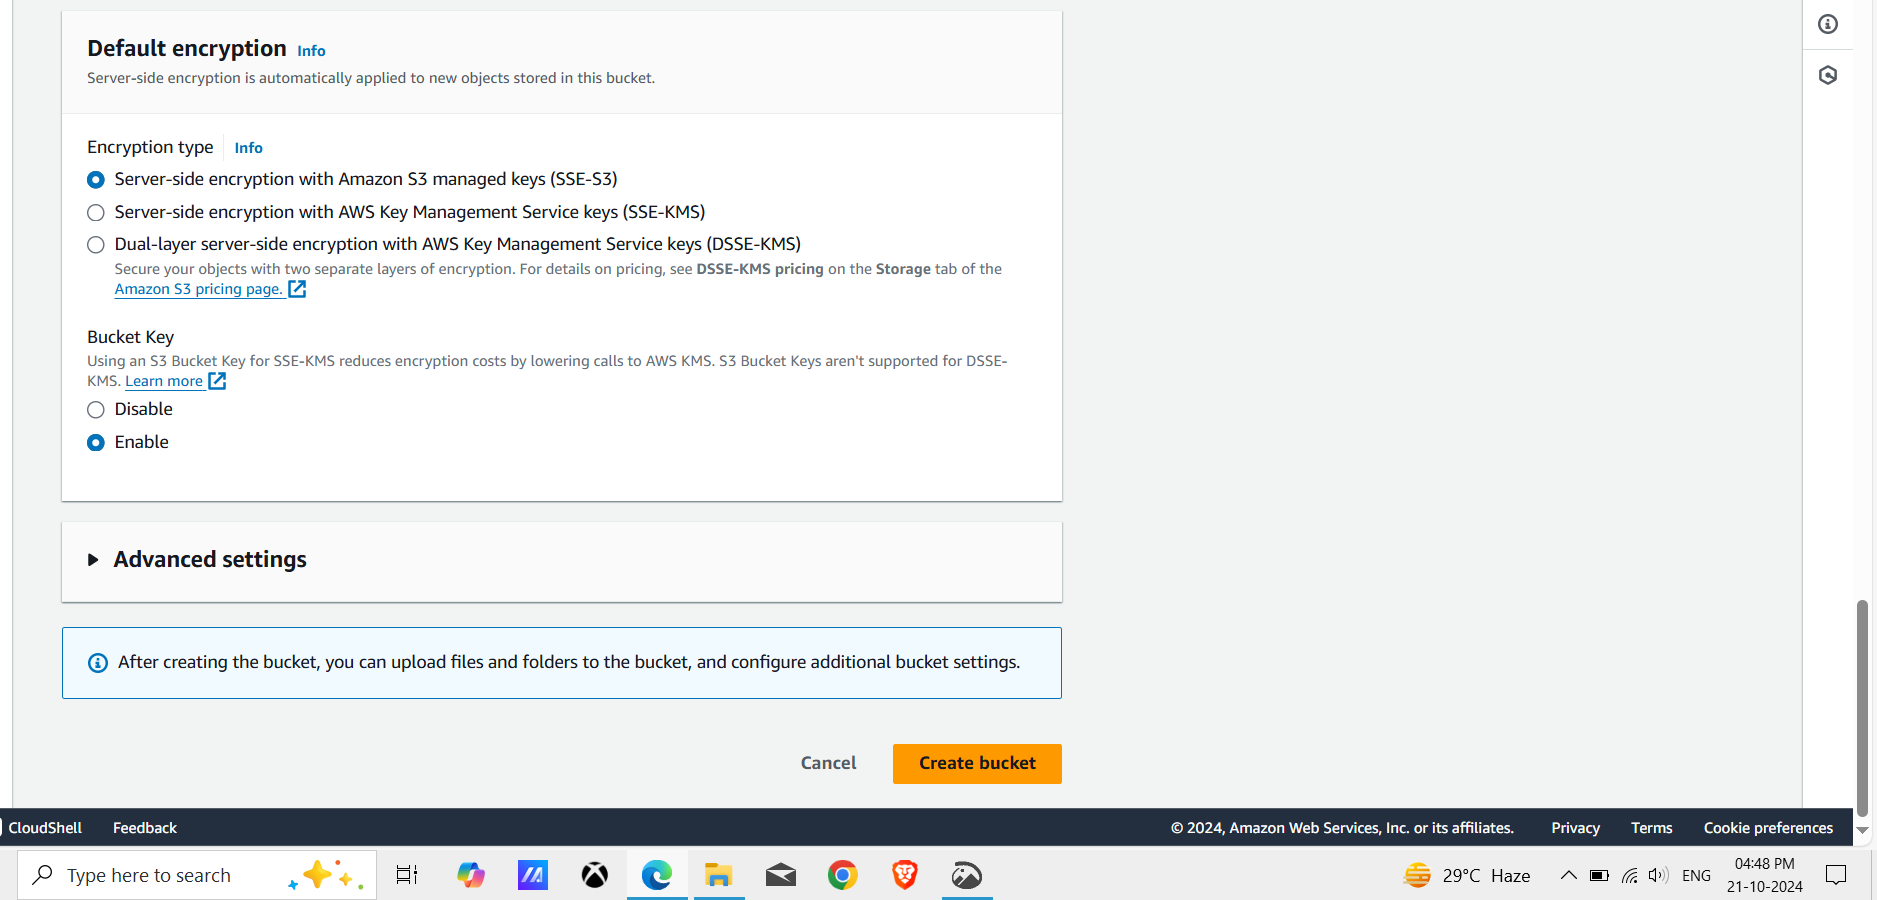 Default encryption Info
Server-side encryption is automatically applied to new objects stored in this bucket.
Encryption type Info
Server-side encryption with Amazon S3 managed keys (SSE-S3)
Server-side encryption with AWS Key Management Service keys (SSE-KMS)
Dual-layer server-side encryption with AWS Key Management Service keys (DSSE-KMS)
Secure your objects with two separate layers of encryption. For details on pricing, see DSSE-KMS pricing on the Storage tab of the
Amazon S3 pricing page.
Bucket Key
Using an S3 Bucket Key for SSE-KMS reduces encryption costs by lowering calls to AWS KMS. S3 Bucket Keys aren't supported for DSSE-
KMS. Learn more
Disable
Enable
Advanced settings
After creating the bucket, you can upload files and folders to the bucket, and configure additional bucket settings.
Cancel Create bucket
CloudShell Feedback © 2024, Amazon Web Services, Inc. or its affiliates. Privacy Terms Cookie preferences
Type here to search 29°C Haze ENG 04:48 PM
21-10-2024